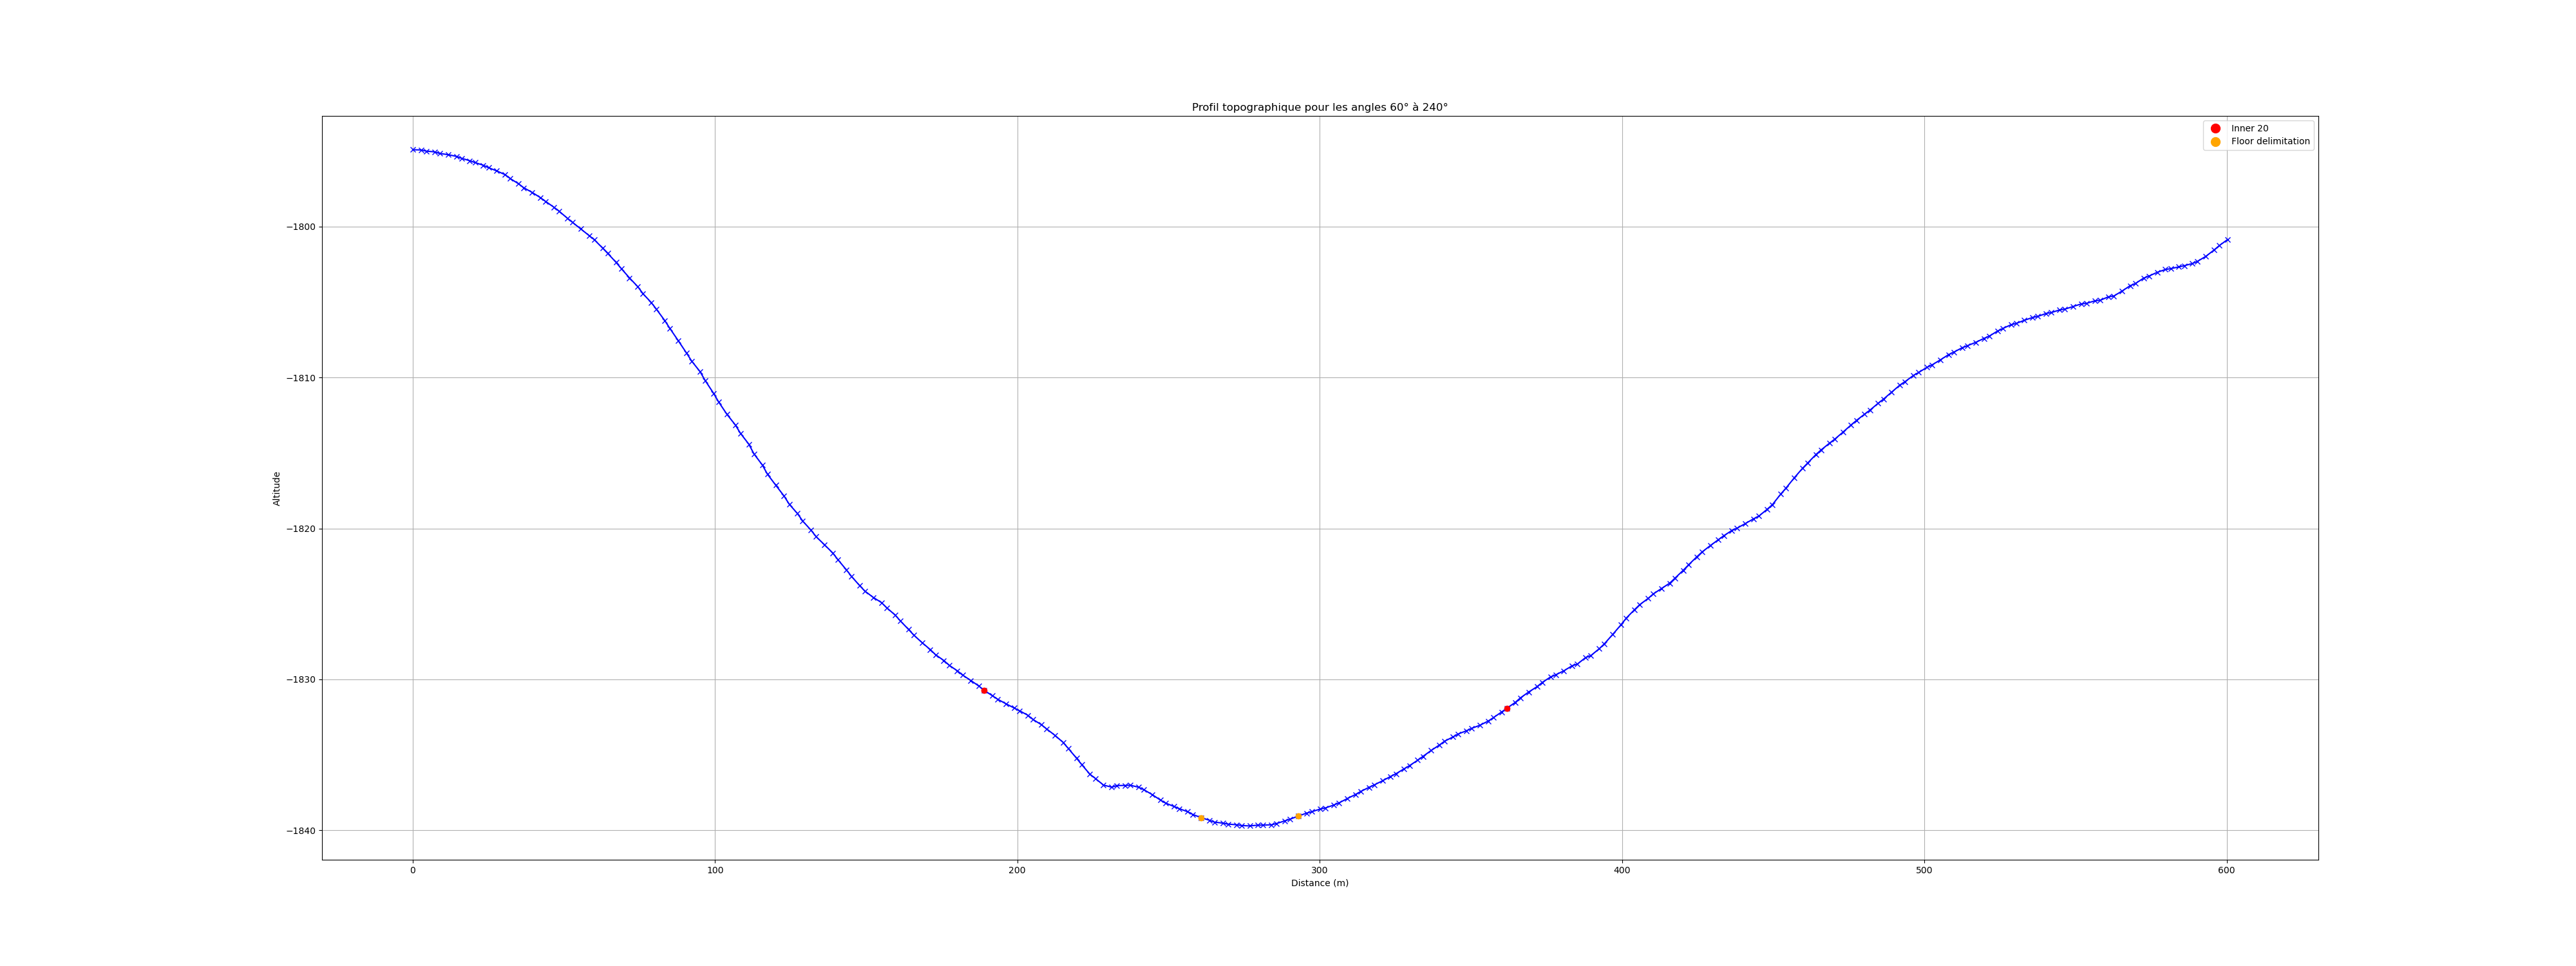 Profil topographique pour les angles 60° à 240°
Inner 20
Floor delimitation
Altitude
−1800
−1810
−1820
−1830
−1840
0 100 200 300 400 500 600
Distance (m)